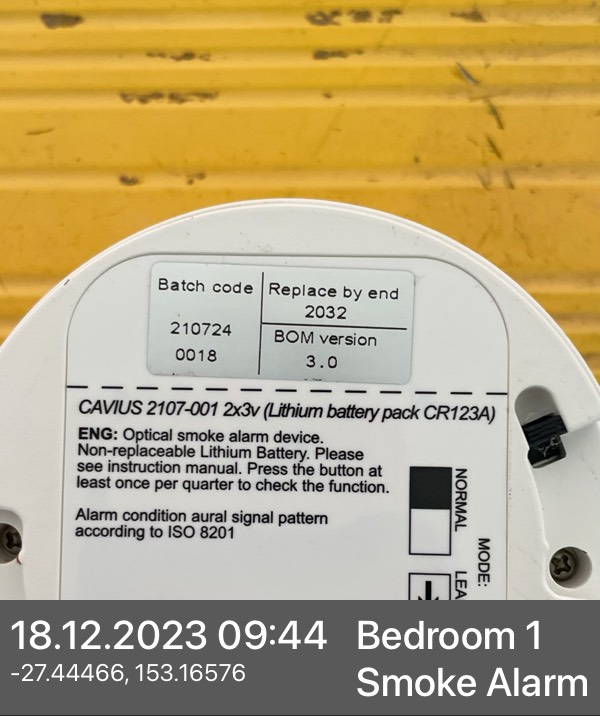 Batch code
210724
0018
Replace by end
2032
BOM version
3.0
CAVIUS 2107-001 2x3v (Lithium battery pack CR123A)
ENG: Optical smoke alarm device.
Non-replaceable Lithium Battery. Please
see instruction manual. Press the button at
least once per quarter to check the function.
Alarm condition aural signal pattern
according to ISO 8201
NORMAL
MODE:
LEA
18.12.2023 09:44
-27.44466, 153.16576
Bedroom 1
Smoke Alarm